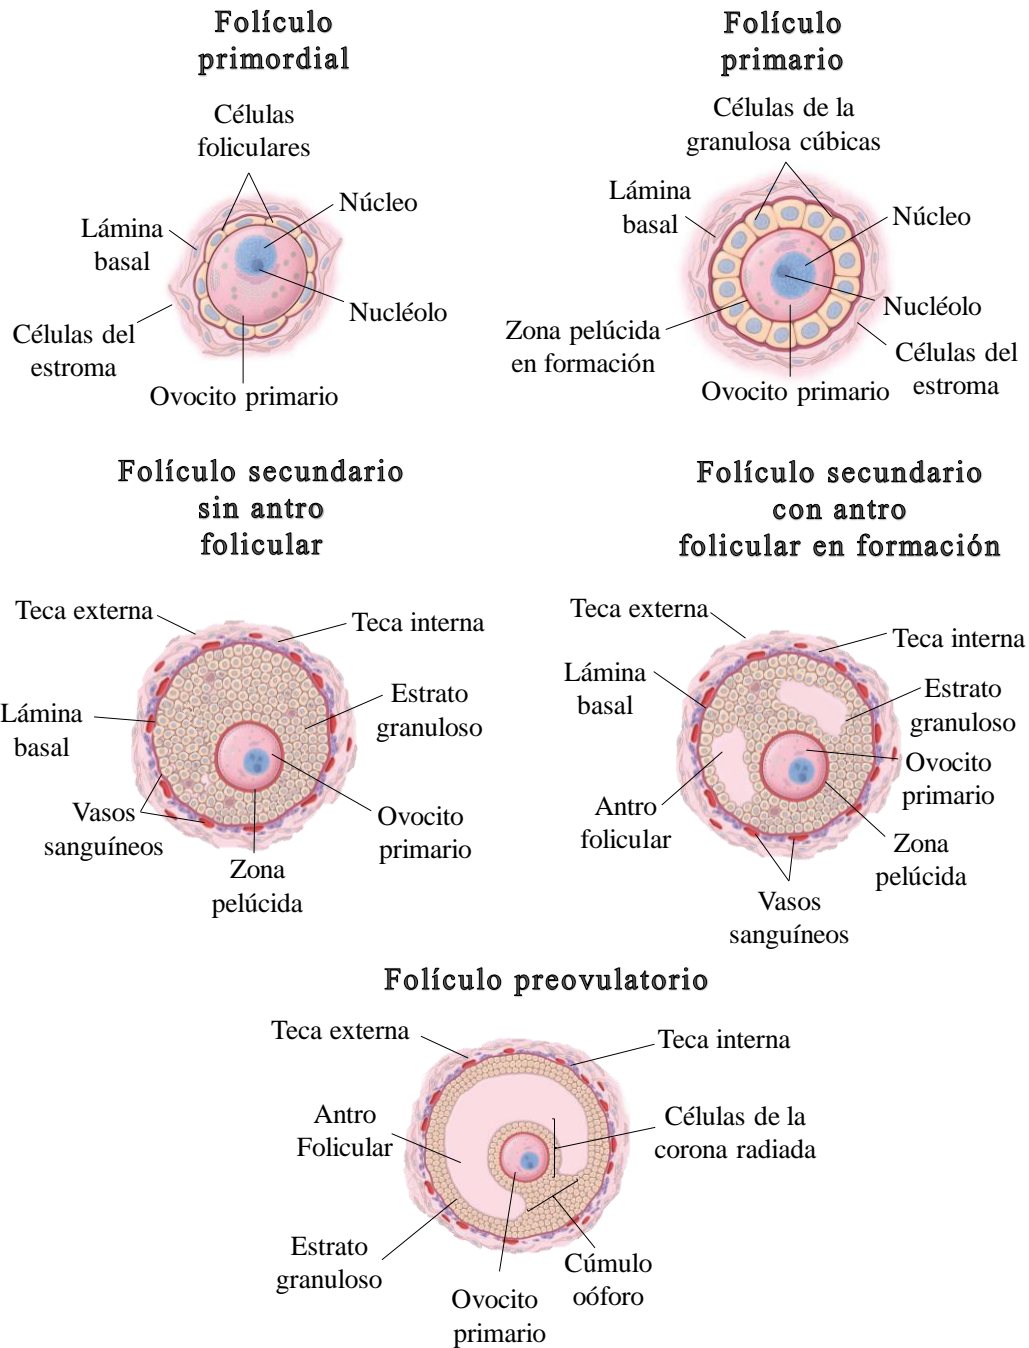 Folículo
primordial
Células
foliculares
Núcleo
Lámina
basal
Nucléolo
Células del
estroma
Ovocito primario
Folículo
primario
Células de la
granulosa cúbicas
Lámina
basal
Núcleo
Nucléolo
Zona pelúcida
en formación
Células del
estroma
Ovocito primario
Folículo secundario
sin antro
folicular
Teca externa
Teca interna
Estrato
granuloso
Lámina
basal
Vasos
sanguíneos
Ovocito
primario
Zona
pelúcida
Folículo secundario
con antro
folicular en formación
Teca externa
Teca interna
Lámina
basal
Estrato
granuloso
Ovocito
primario
Antro
folicular
Zona
pelúcida
Vasos
sanguíneos
Folículo preovulatorio
Teca externa
Teca interna
Antro
Folicular
Células de la
corona radiada
Estrato
granuloso
Cúmulo
oóforo
Ovocito
primario